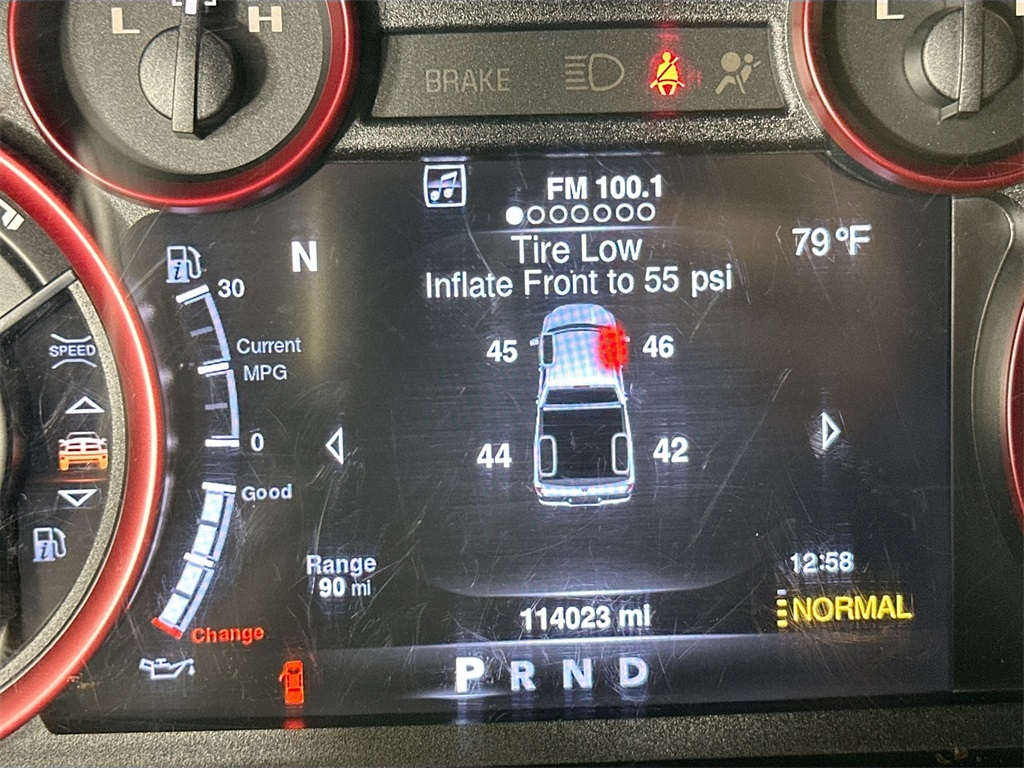 L H
L
BRAKE
FM 100.1
N
Tire Low
79°F
Inflate Front to 55 psi
30
45 46
SPEED
Current
MPG
0
44 42
Good
Range
90 mi
12:58
114023 mi
NORMAL
Change
P R N D